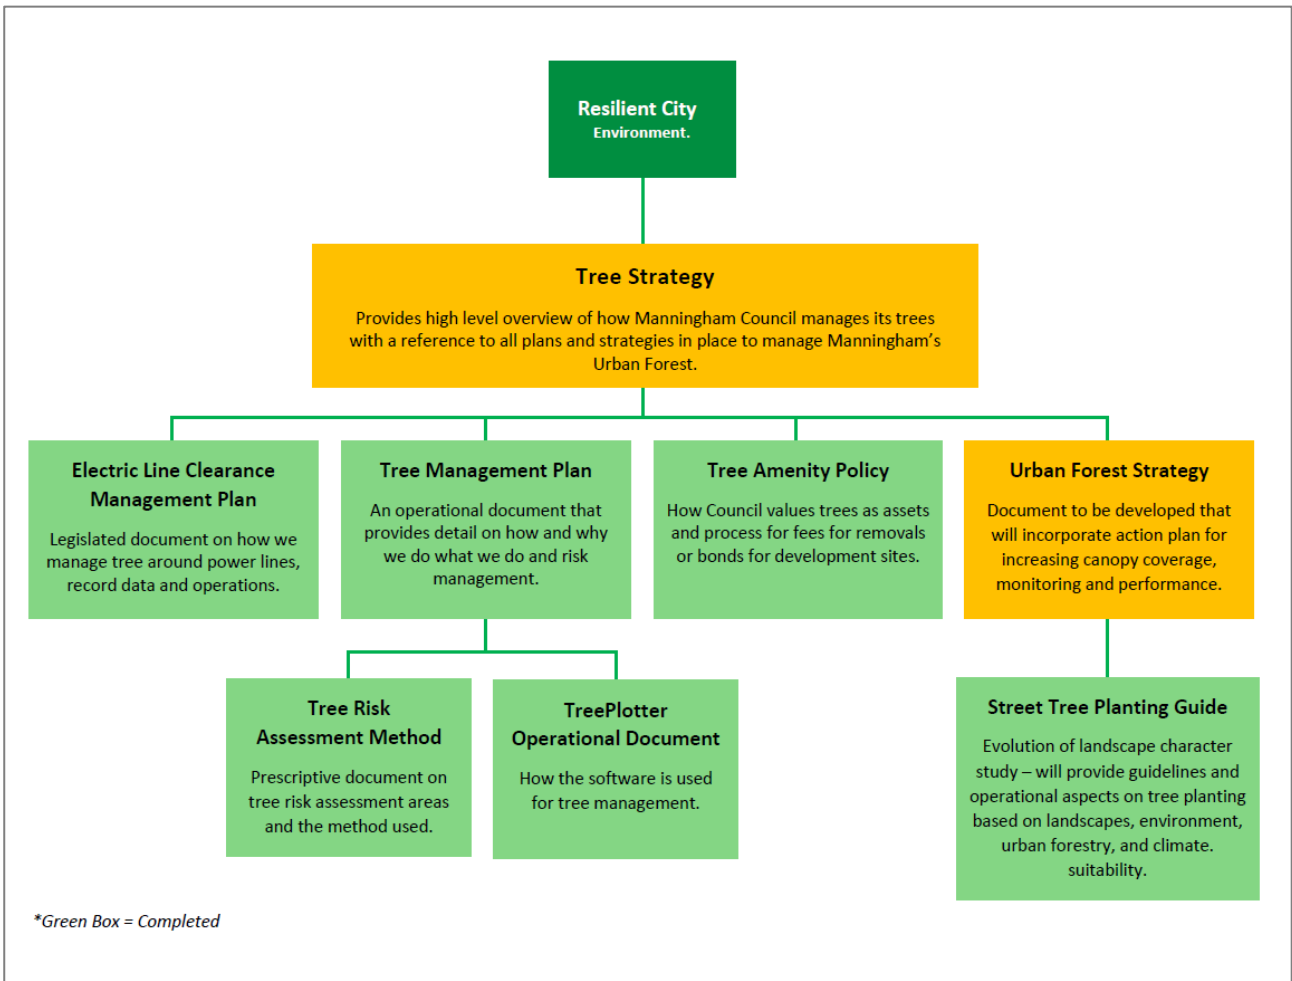 Resilient City
Environment.
Tree Strategy
Provides high level overview of how Manningham Council manages its trees
with a reference to all plans and strategies in place to manage Manningham’s
Urban Forest.
Electric Line Clearance
Management Plan
Legislated document on how we
manage tree around power lines,
record data and operations.
Tree Management Plan
An operational document that
provides detail on how and why
we do what we do and risk
management.
Tree Amenity Policy
How Council values trees as assets
and process for fees for removals
or bonds for development sites.
Urban Forest Strategy
Document to be developed that
will incorporate action plan for
increasing canopy coverage,
monitoring and performance.
Tree Risk
Assessment Method
Prescriptive document on
tree risk assessment areas
and the method used.
TreePlotter
Operational Document
How the software is used
for tree management.
Street Tree Planting Guide
Evolution of landscape character
study – will provide guidelines and
operational aspects on tree planting
based on landscapes, environment,
urban forestry, and climate.
suitability.
*Green Box = Completed